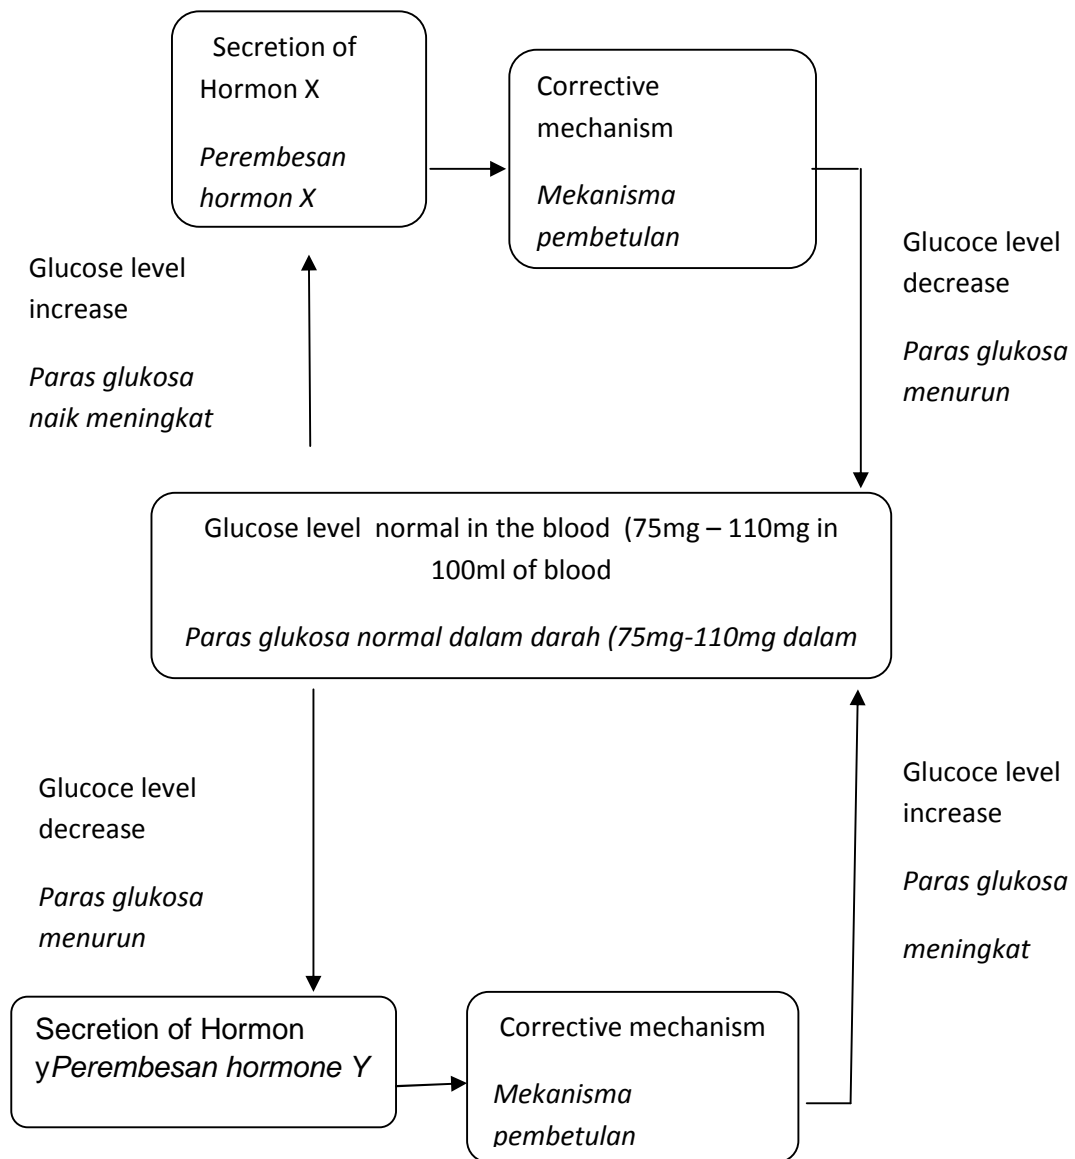 Secretion of
Hormon X
Perembesan
hormon X
Corrective
mechanism
Mekanisma
pembetulan
Glucose level
increase
Paras glukosa
naik meningkat
Glucoce level
decrease
Paras glukosa
menurun
Glucose level  normal in the blood  (75mg – 110mg in
100ml of blood
Paras glukosa normal dalam darah (75mg-110mg dalam
Glucoce level
decrease
Paras glukosa
menurun
Glucoce level
increase
Paras glukosa
meningkat
Secretion of Hormon
yPerembesan hormone Y
Corrective mechanism
Mekanisma
pembetulan